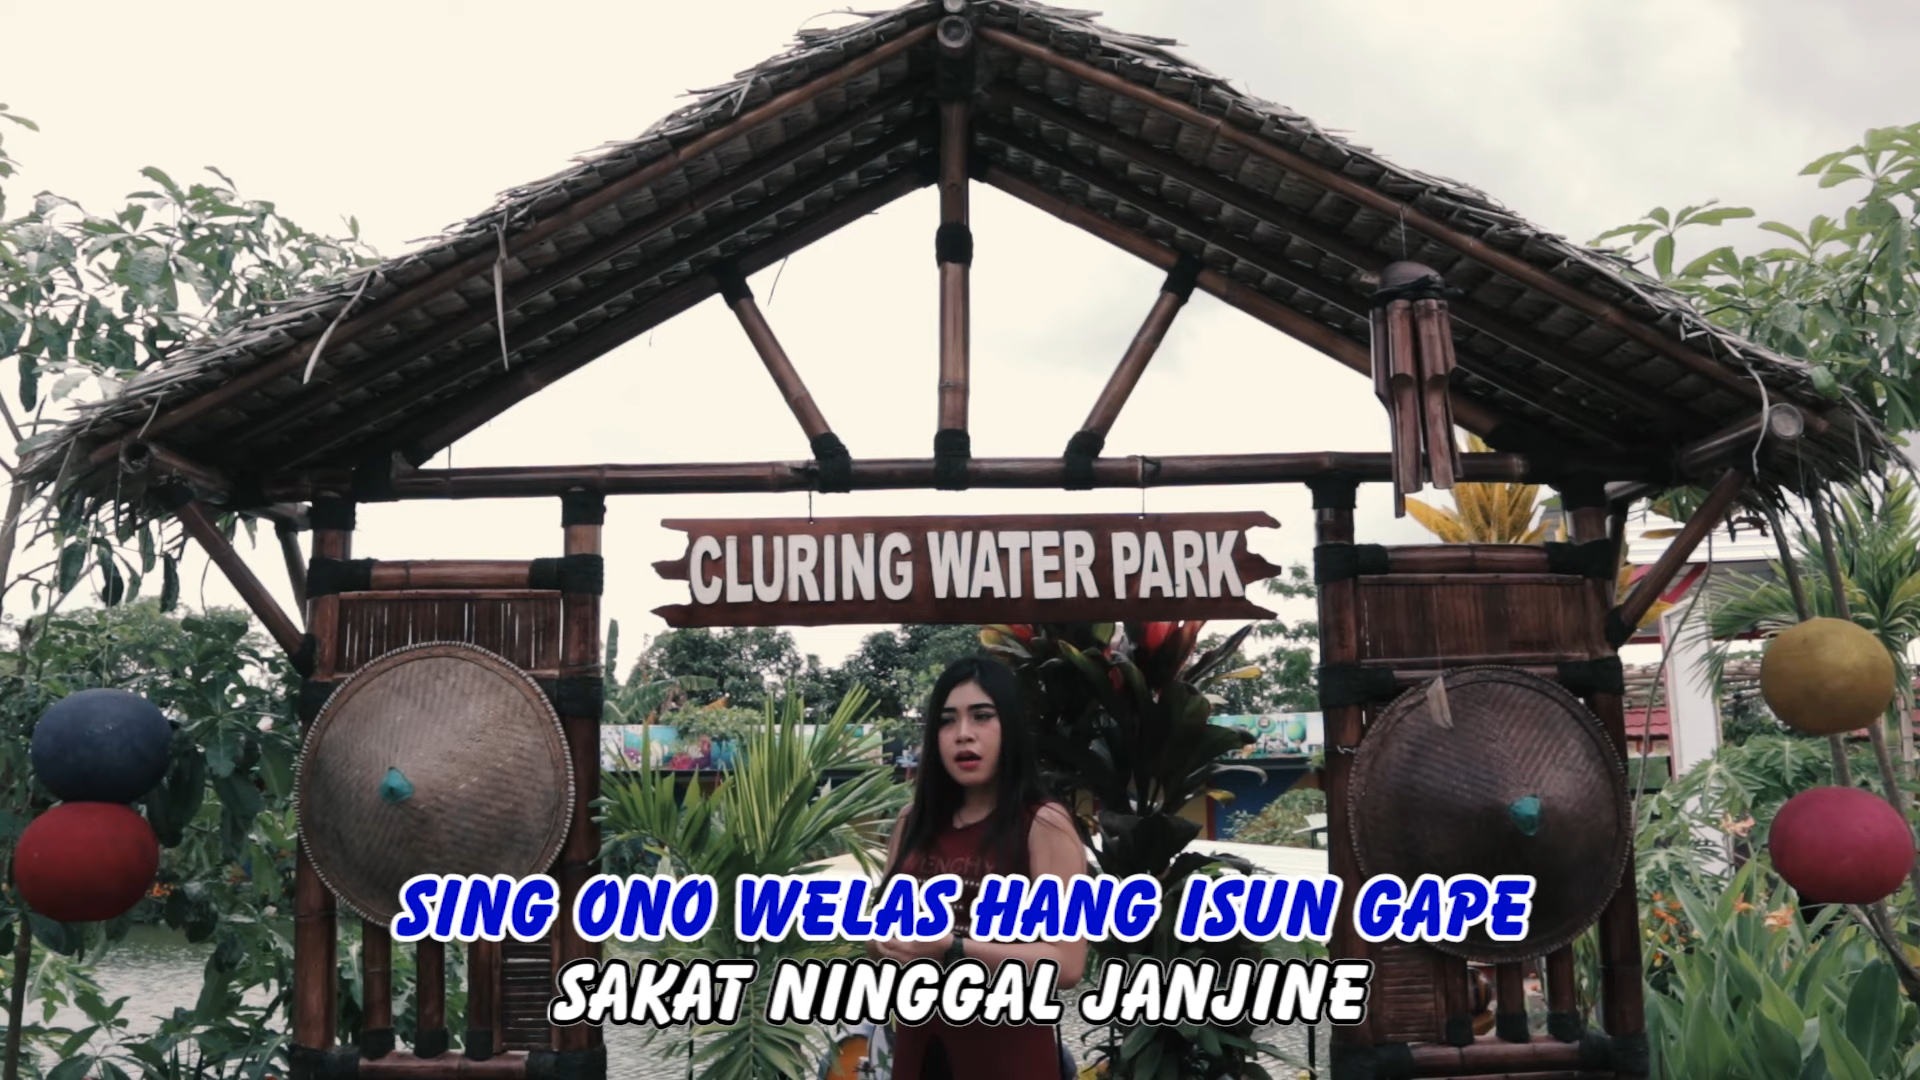 CLURING WATER PARK
SING ONO WELAS HANG ISUN GAPE
SAKAT NINGGAL JANJINE